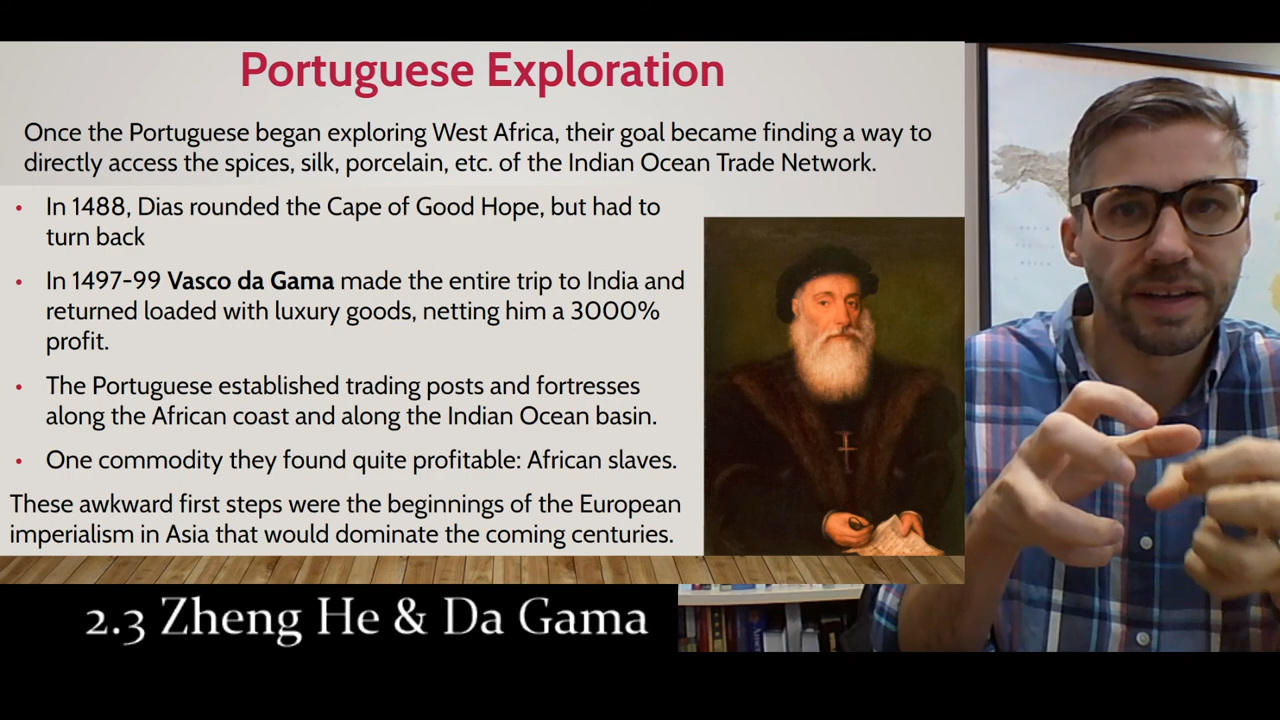 Portuguese Exploration
Once the Portuguese began exploring West Africa, their goal became finding a way to
directly access the spices, silk, porcelain, etc. of the Indian Ocean Trade Network.
• In 1488, Dias rounded the Cape of Good Hope, but had to
turn back
• In 1497-99 Vasco da Gama made the entire trip to India and
returned loaded with luxury goods, netting him a 3000%
profit.
• The Portuguese established trading posts and fortresses
along the African coast and along the Indian Ocean basin.
• One commodity they found quite profitable: African slaves.
These awkward first steps were the beginnings of the European
imperialism in Asia that would dominate the coming centuries.
2.3 Zheng He & Da Gama